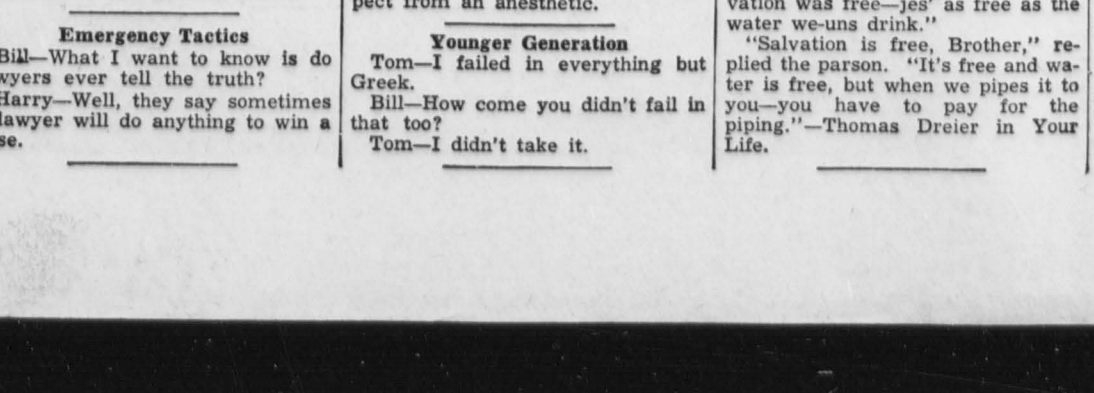 Emergency Tactics
Bill—What I want to know is do
wyers ever tell the truth?
Harry—Well, they say sometimes
lawyer will do anything to win a
se.
pect from an anesthetic.
Younger Generation
Tom—I failed in everything but
Greek.
Bill—How come you didn't fail in
that too?
Tom—I didn't take it.
vation was free—jes' as free as the
water we-uns drink."
"Salvation is free, Brother," re-
plied the parson. "It's free and wa-
ter is free, but when we pipes it to
you—you have to pay for the
piping."—Thomas Dreier in Your
Life.